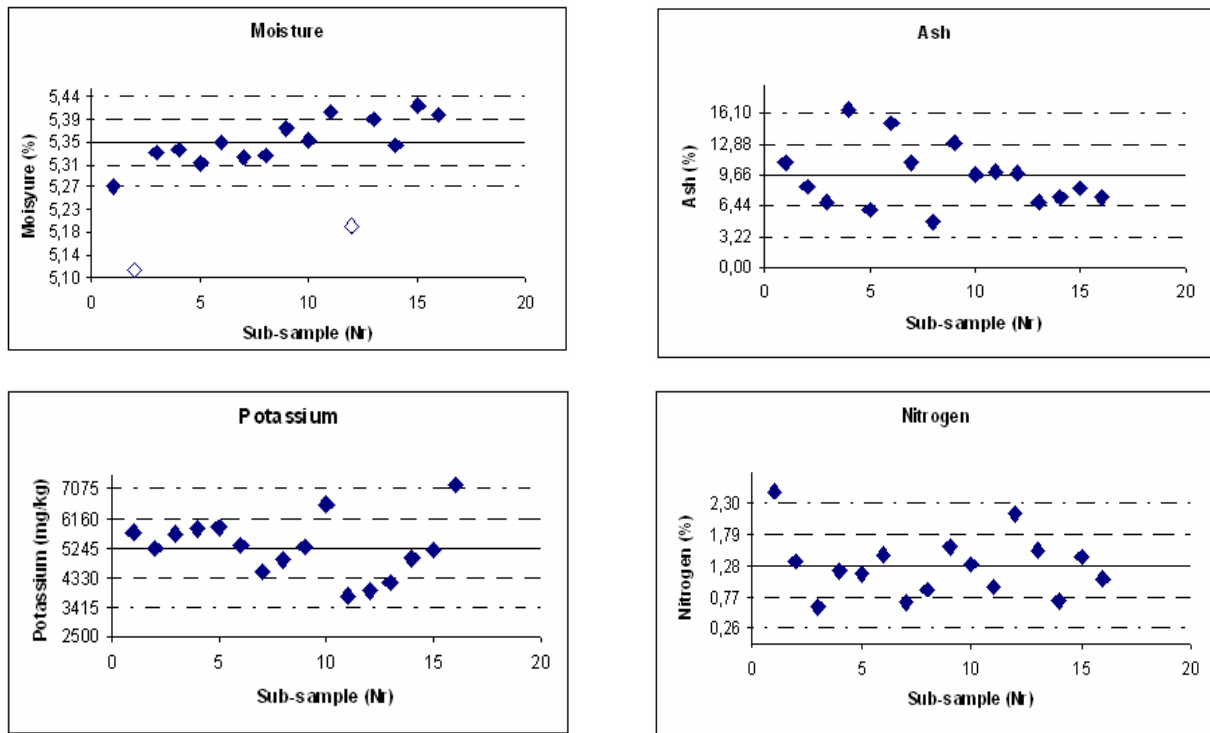 Moisture
Moisyure (%)
5,44
5,39
5,35
5,31
5,27
5,23
5,18
5,14
5,10
0 5 10 15 20
Sub-sample (Nr)
Ash
Ash (%)
16,10
12,88
9,66
6,44
3,22
0,00
0 5 10 15 20
Sub-sample (Nr)
Potassium
Potassium (mg/kg)
7075
6160
5245
4330
3415
2500
0 5 10 15 20
Sub-sample (Nr)
Nitrogen
Nitrogen (%)
2,30
1,79
1,28
0,77
0,26
0 5 10 15 20
Sub-sample (Nr)